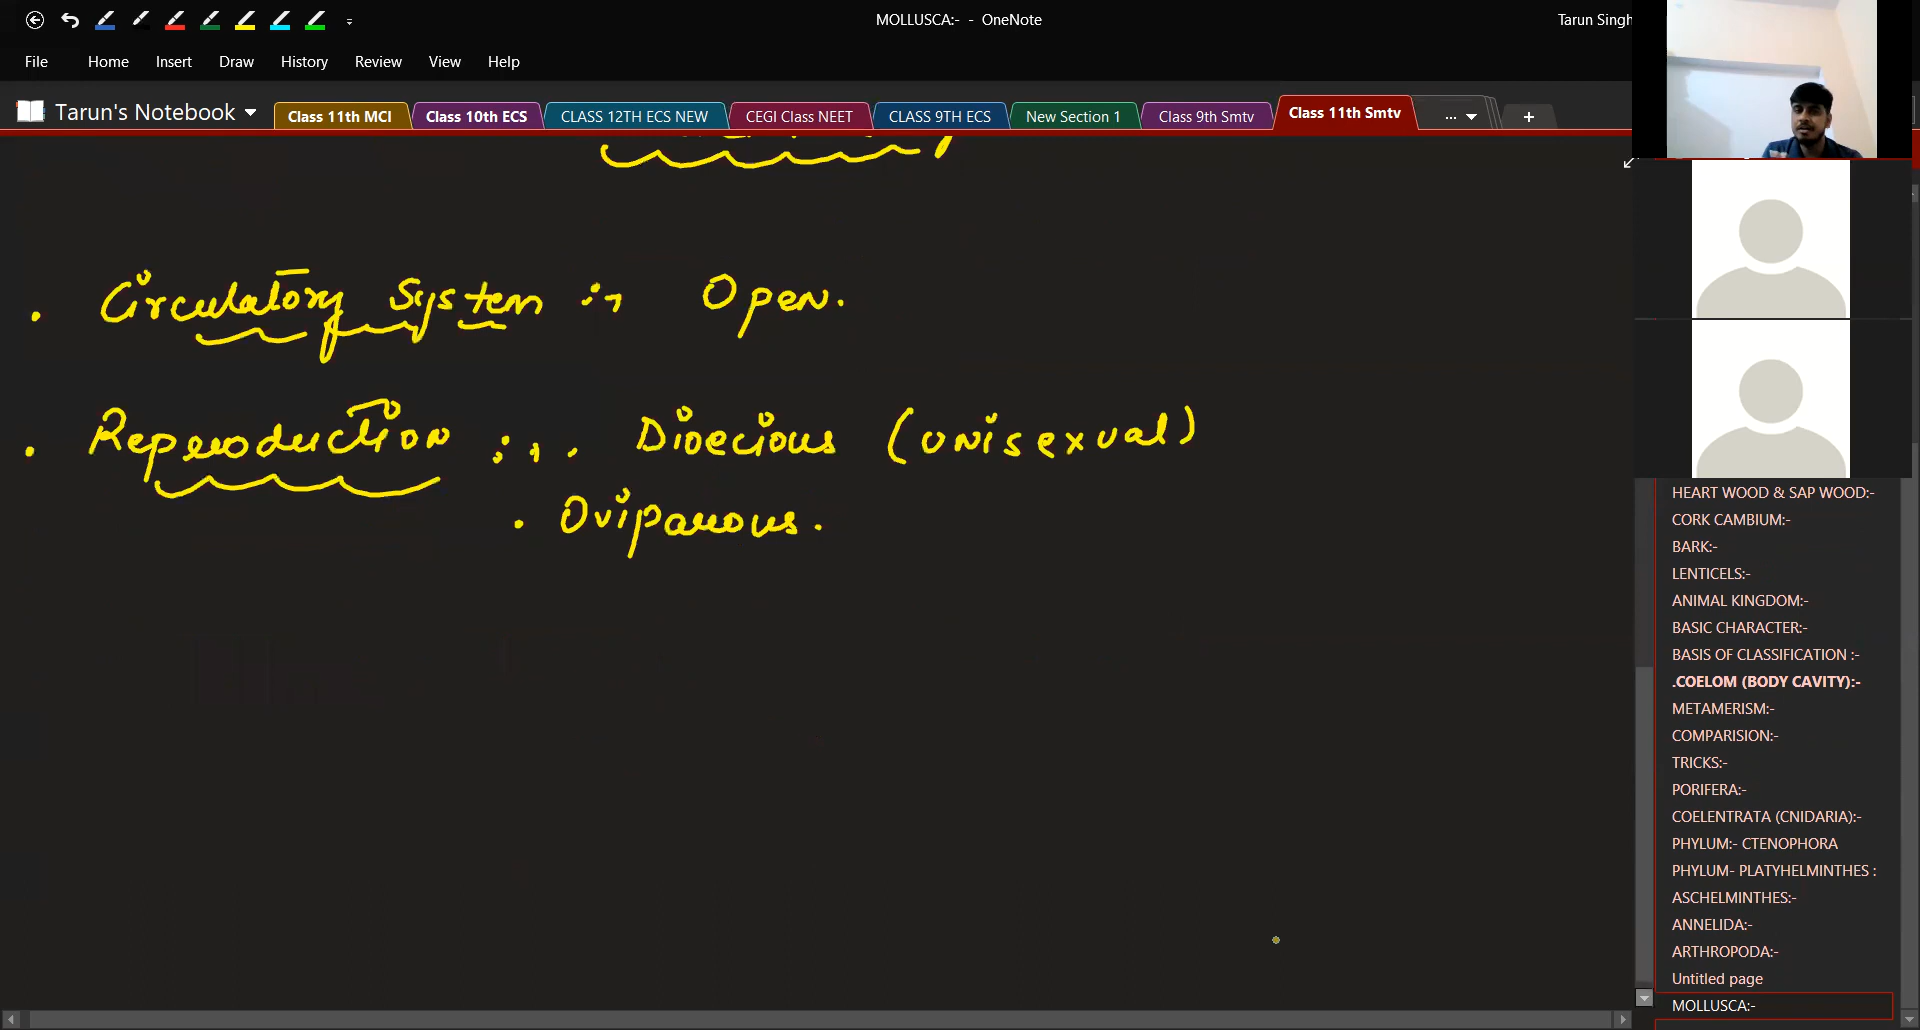 MOLLUSCA:- - OneNote
Tarun Singh
File Home Insert Draw History Review View Help
Tarun's Notebook
Class 11th MCI Class 10th ECS CLASS 12TH ECS NEW CEGI Class NEET CLASS 9TH ECS New Section 1 Class 9th Smtv Class 11th Smtv ... +
. Circulatory System :, Open.
. Reproduction :, . Dioecious (unisexual)
. Oviparous.
HEART WOOD & SAP WOOD:-
CORK CAMBIUM:-
BARK:-
LENTICELS:-
ANIMAL KINGDOM:-
BASIC CHARACTER:-
BASIS OF CLASSIFICATION :-
.COELOM (BODY CAVITY):-
METAMERISM:-
COMPARISION:-
TRICKS:-
PORIFERA:-
COELENTRATA (CNIDARIA):-
PHYLUM:- CTENOPHORA
PHYLUM- PLATYHELMINTHES :
ASCHELMINTHES:-
ANNELIDA:-
ARTHROPODA:-
Untitled page
MOLLUSCA:-